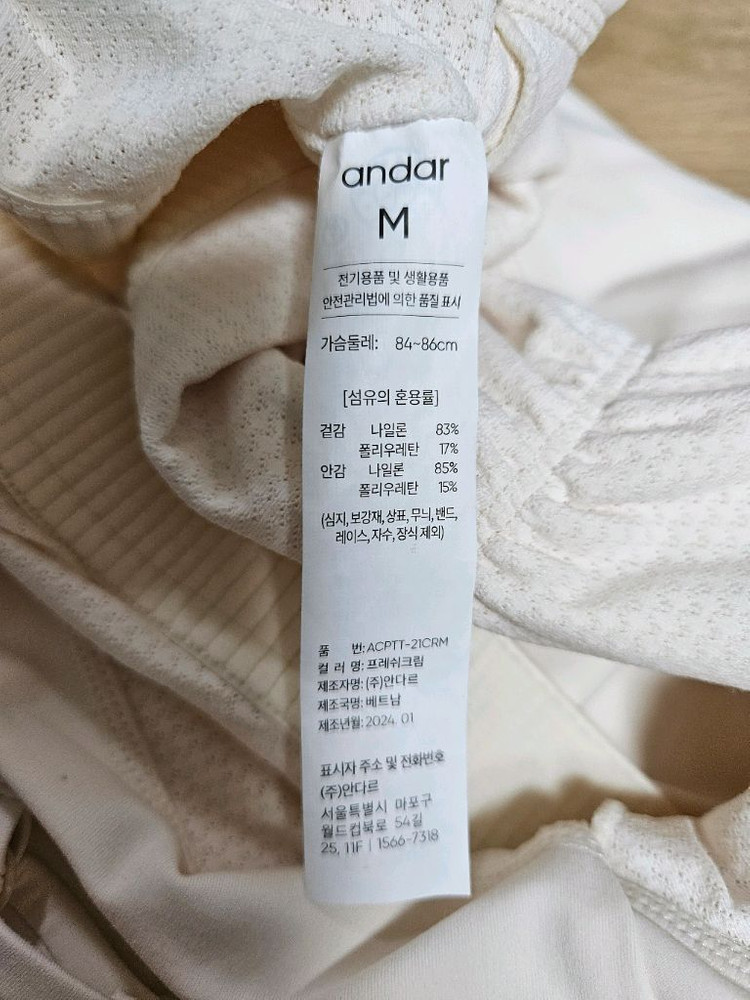 andar
M
전기용품 및 생활용품
안전관리법에 의한 품질 표시
가슴둘레: 84~86cm
[섬유의 혼용률]
겉감 나일론 83%
폴리우레탄 17%
안감 나일론 85%
폴리우레탄 15%
(심지, 보강재, 상표, 무늬, 밴드,
레이스, 자수, 장식 제외)
품 번: ACPTT-21CRM
컬 러 명: 프레쉬크림
제조자명: (주)안다르
제조국명: 베트남
제조년월: 2024. 01
표시자 주소 및 전화번호
(주)안다르
서울특별시 마포구
월드컵북로 54길
25, 11F | 1566-7318